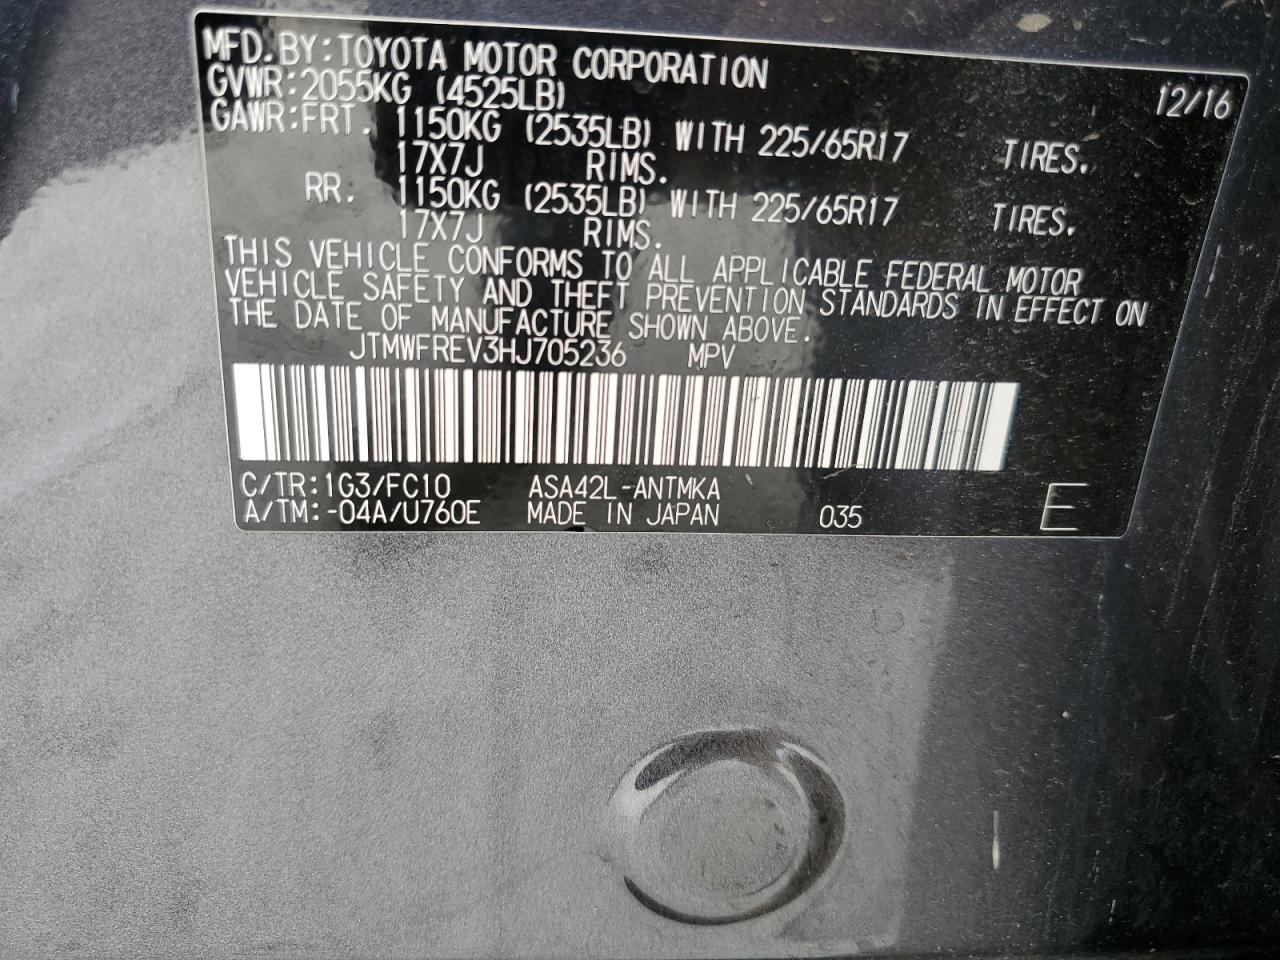 MFD. BY: TOYOTA MOTOR CORPORATION 12/16
GVWR: 2055KG (4525LB)
GAWR: FRT. 1150KG (2535LB) WITH 225/65R17 TIRES.
17X7J RIMS.
RR. 1150KG (2535LB) WITH 225/65R17 TIRES.
17X7J RIMS.
THIS VEHICLE CONFORMS TO ALL APPLICABLE FEDERAL MOTOR
VEHICLE SAFETY AND THEFT PREVENTION STANDARDS IN EFFECT ON
THE DATE OF MANUFACTURE SHOWN ABOVE.
JTMWFREV3HJ705236 MPV
C/TR: 1G3/FC10 ASA42L-ANTMKA
A/TM: -04A/U760E MADE IN JAPAN 035 E